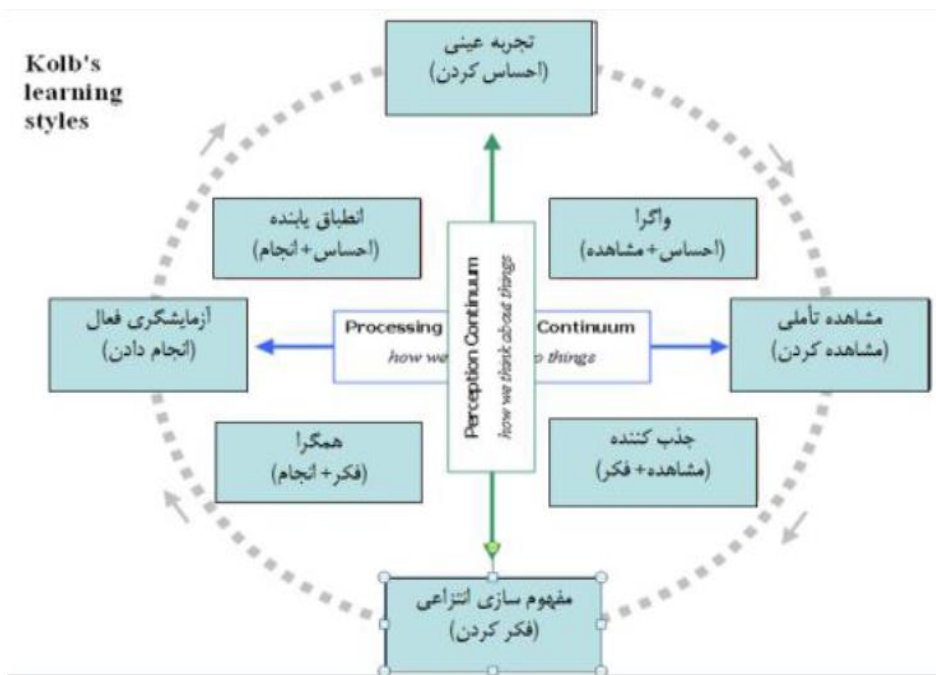 Kolb's
learning
styles
تجربه عینی
(احساس کردن)
انطباق یابنده
(احساس+ انجام)
واگرا
(احساس+ مشاهده)
آزمایشگری فعال
(انجام دادن)
Processing Continuum
how we o things
Perception Continuum
how we think about things
مشاهده تأملی
(مشاهده کردن)
همگرا
(فکر+ انجام)
جذب کننده
(مشاهده+ فکر)
مفهوم سازی انتزاعی
(فکر کردن)